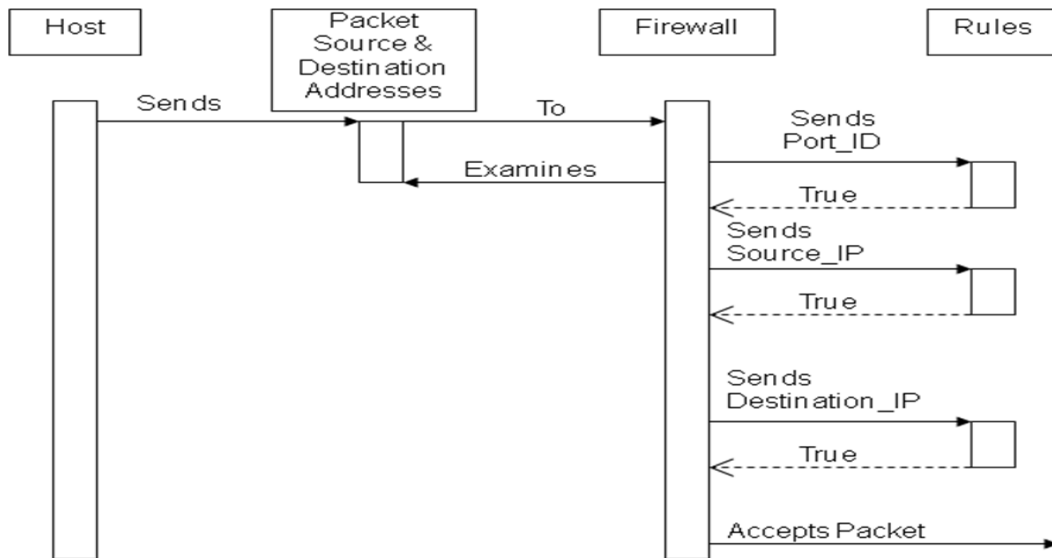 Host
Packet
Source &
Destination
Addresses
Firewall
Rules
Sends
To
Examines
Sends
Port_ID
True
Sends
Source_IP
True
Sends
Destination_IP
True
Accepts Packet